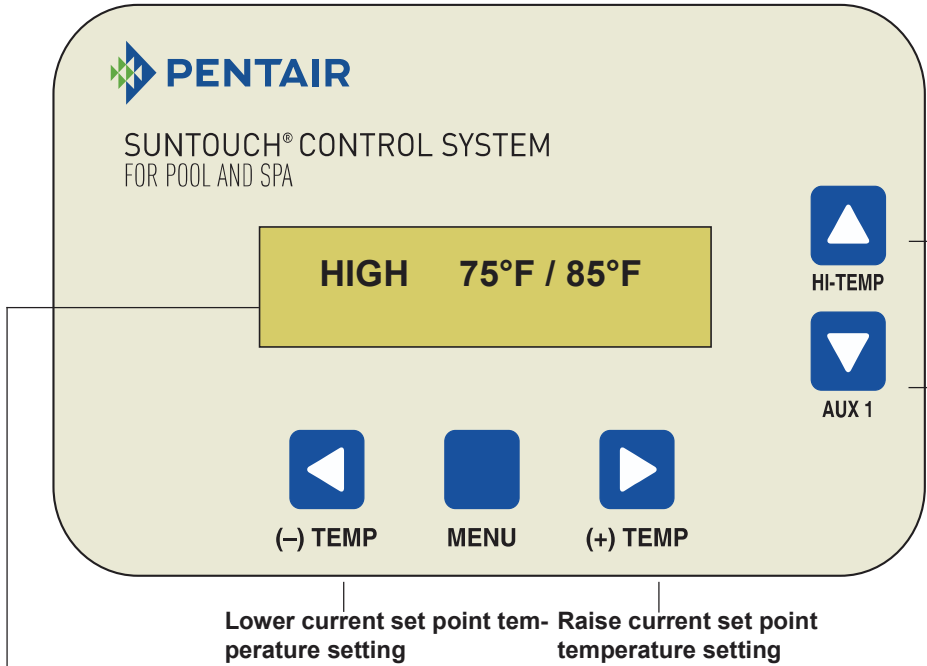 PENTAIR
SUNTOUCH® CONTROL SYSTEM
FOR POOL AND SPA
HIGH 75°F / 85°F
HI-TEMP
AUX 1
(–) TEMP MENU (+) TEMP
Lower current set point tem-
perature setting
Raise current set point
temperature setting